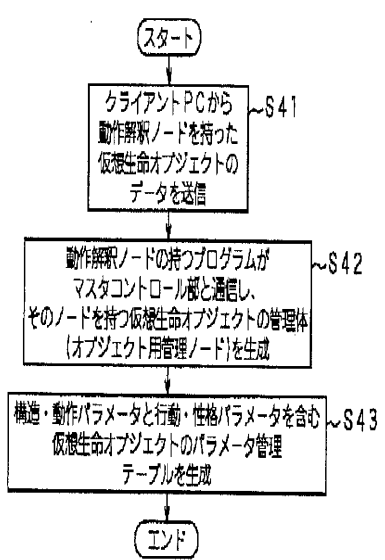 スタート
クライアントPCから
動作解釈ノードを持った
仮想生命オブジェクトの
データを送信
~S41
動作解釈ノードの持つプログラムが
マスタコントロール部と通信し、
そのノードを持つ仮想生命オブジェクトの管理体
(オブジェクト用管理ノード)を生成
~S42
構造・動作パラメータと行動・性格パラメータを含む
仮想生命オブジェクトのパラメータ管理
テーブルを生成
~S43
エンド